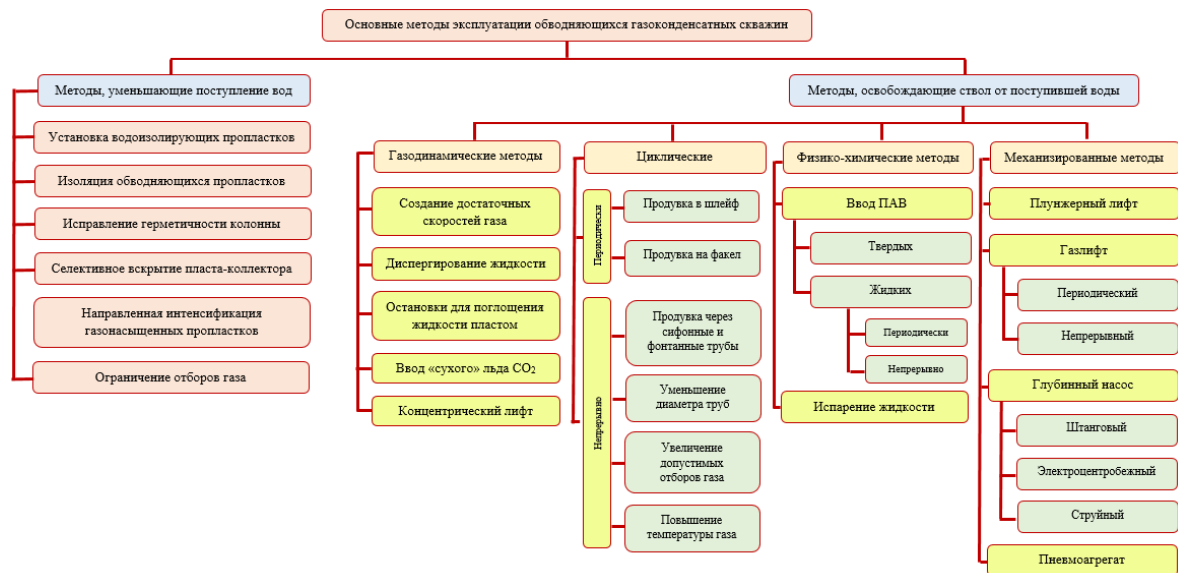 Основные методы эксплуатации обводняющихся газоконденсатных скважин
Методы, уменьшающие поступление вод
Установка водоизолирующих пропластков
Изоляция обводняющихся пропластков
Исправление герметичности колонны
Селективное вскрытие пласта-коллектора
Направленная интенсификация
газонасыщенных пропластков
Ограничение отборов газа
Методы, освобождающие ствол от поступившей воды
Газодинамические методы
Создание достаточных
скоростей газа
Диспергирование жидкости
Остановки для поглощения
жидкости пластом
Ввод «сухого» льда CO₂
Концентрический лифт
Циклические
Периодически
Продувка в шлейф
Продувка на факел
Непрерывно
Продувка через
сифонные и
фонтанные трубы
Уменьшение
диаметра труб
Увеличение
допустимых
отборов газа
Повышение
температуры газа
Физико-химические методы
Ввод ПАВ
Твердых
Жидких
Периодически
Непрерывно
Испарение жидкости
Механизированные методы
Плунжерный лифт
Газлифт
Периодический
Непрерывный
Глубинный насос
Штанговый
Электроцентробежный
Струйный
Пневмоагрегат